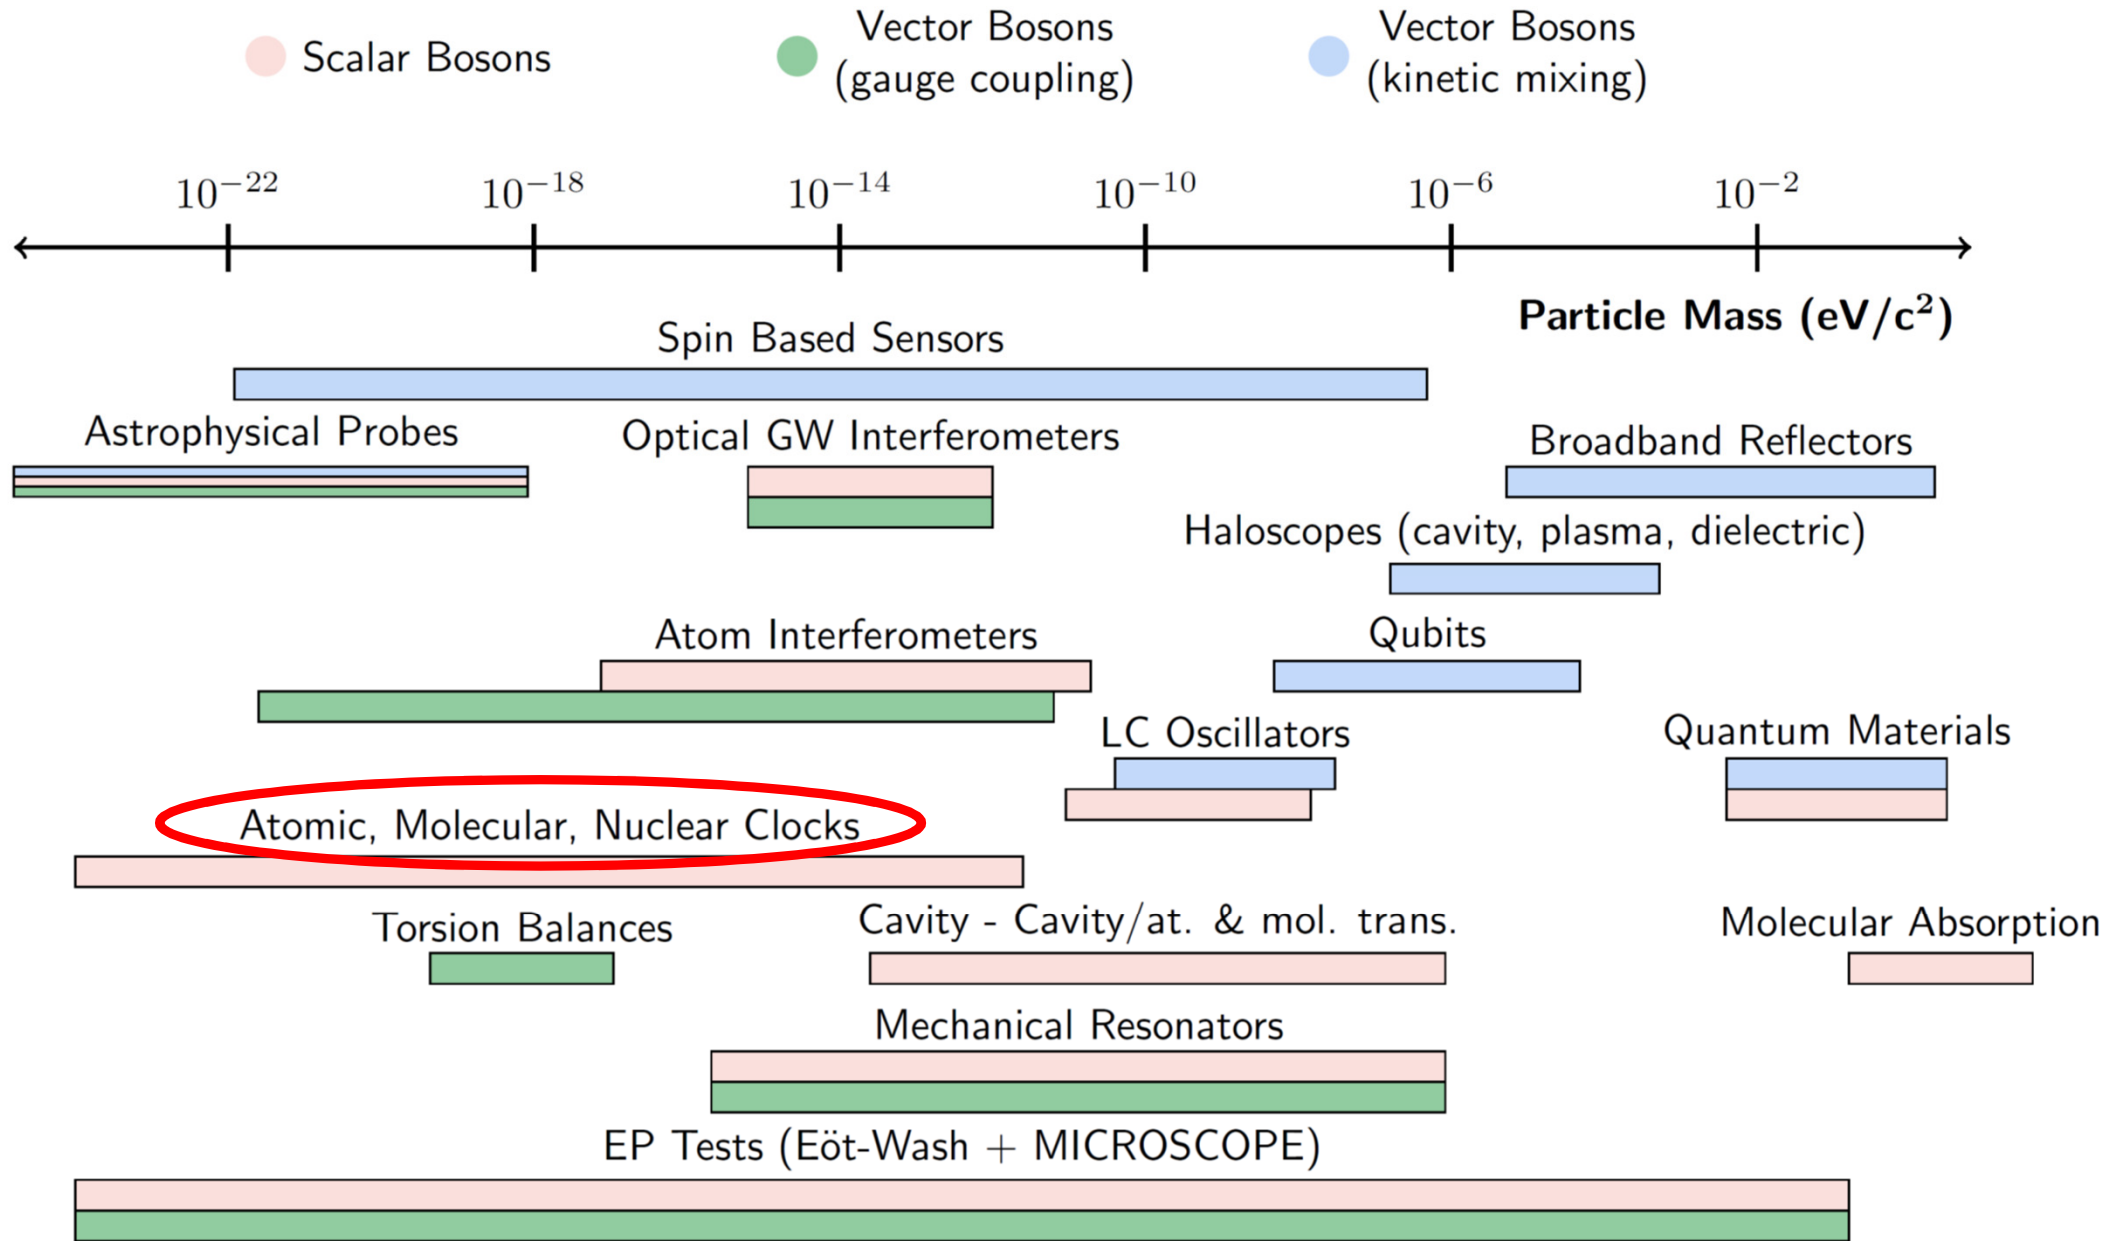 Scalar Bosons
Vector Bosons
(gauge coupling)
Vector Bosons
(kinetic mixing)
10⁻²² 10⁻¹⁸ 10⁻¹⁴ 10⁻¹⁰ 10⁻⁶ 10⁻²
Particle Mass (eV/c²)
Spin Based Sensors
Astrophysical Probes
Optical GW Interferometers
Broadband Reflectors
Haloscopes (cavity, plasma, dielectric)
Atom Interferometers
Qubits
LC Oscillators
Quantum Materials
Atomic, Molecular, Nuclear Clocks
Torsion Balances
Cavity - Cavity/at. & mol. trans.
Molecular Absorption
Mechanical Resonators
EP Tests (Eöt-Wash + MICROSCOPE)